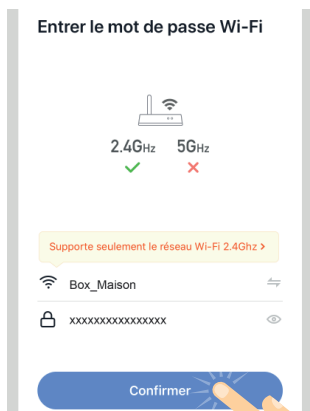 Entrer le mot de passe Wi-Fi
2.4GHz 5GHz
Supporte seulement le réseau Wi-Fi 2.4Ghz >
Box_Maison
xxxxxxxxxxxxxxxx
Confirmer